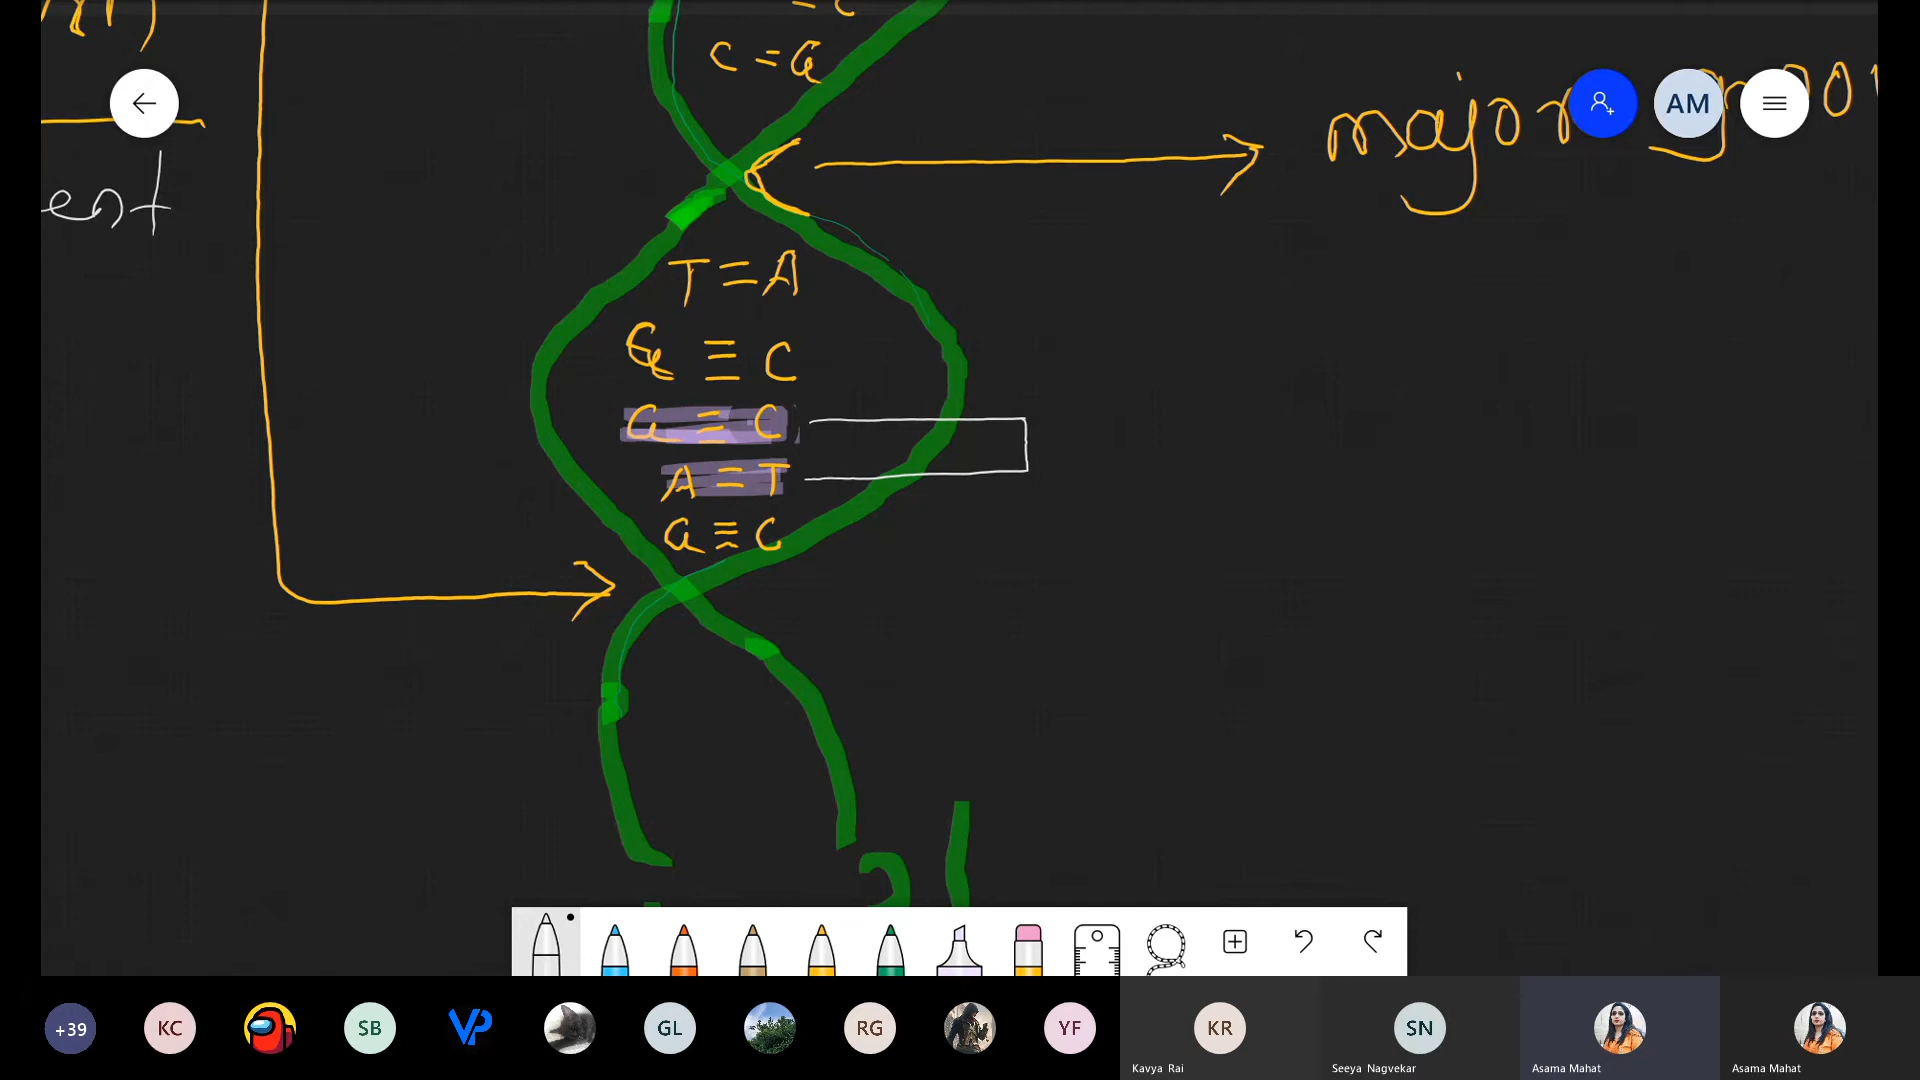 = C
C = G
AM
major
ent
T = A
G ≡ C
G ≡ C
A = T
G ≡ C
+39
KC
SB
VP
GL
RG
YF
KR
SN
Kavya Rai
Seeya Nagvekar
Asama Mahat
Asama Mahat